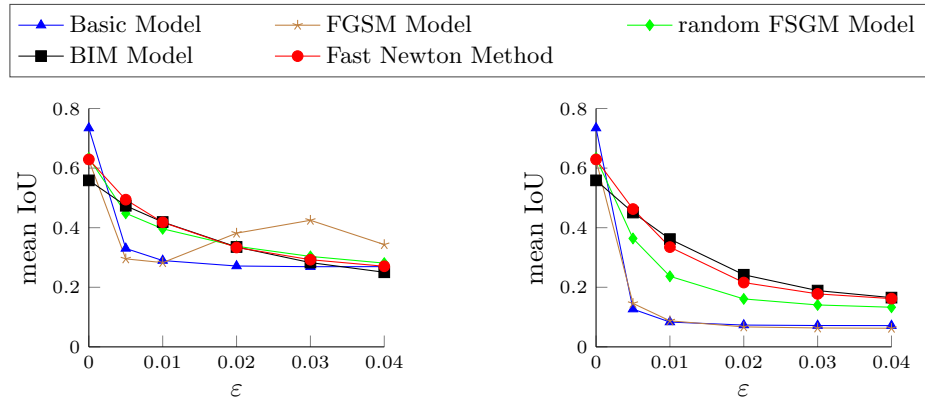 Basic Model FGSM Model random FSGM Model
BIM Model Fast Newton Method
mean IoU
0.8
0.6
0.4
0.2
0
0 0.01 0.02 0.03 0.04
ε
mean IoU
0.8
0.6
0.4
0.2
0
0 0.01 0.02 0.03 0.04
ε